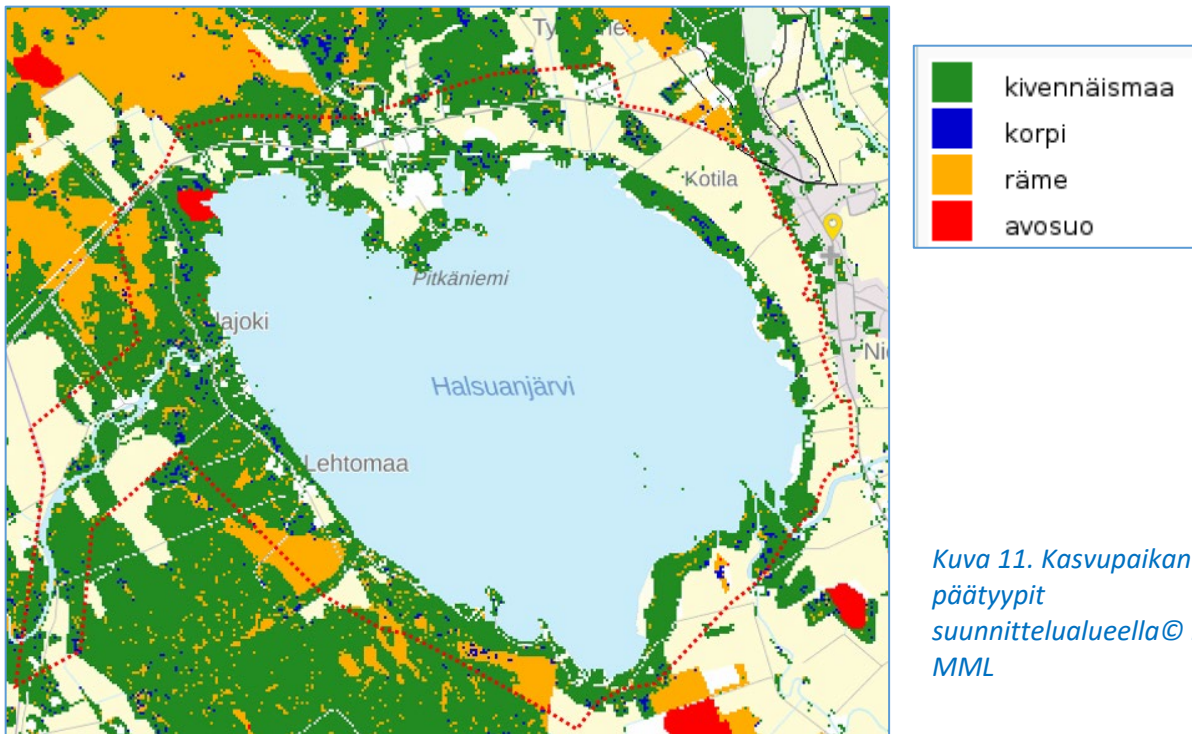 kivennäismaa
korpi
räme
avosuo
Kotila
Pitkäniemi
Halsuanjärvi
Lehtomaa
Kuva 11. Kasvupaikan
päätyypit
suunnittelualueella©
MML